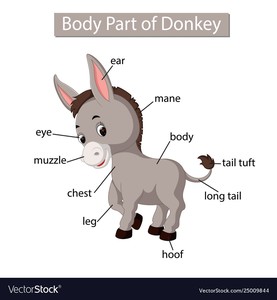 Body Part of Donkey
ear
mane
eye
body
muzzle
tail tuft
chest
long tail
leg
hoof
VectorStock®
VectorStock.com/25009844